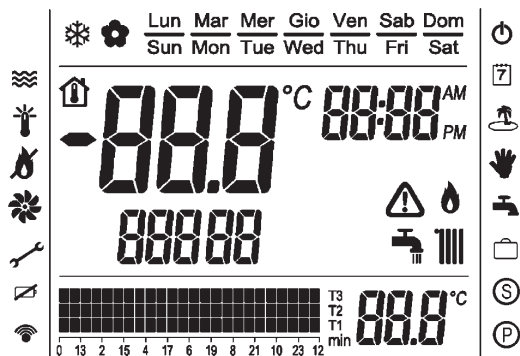 Lun Mar Mer Gio Ven Sab Dom
Sun Mon Tue Wed Thu Fri Sat
7
°C
88:88 AM
PM
-88.8
88888
T3
T2
T1
min
88.8 °C
S
P
0 13 2 15 4 17 6 19 8 21 10 23 12